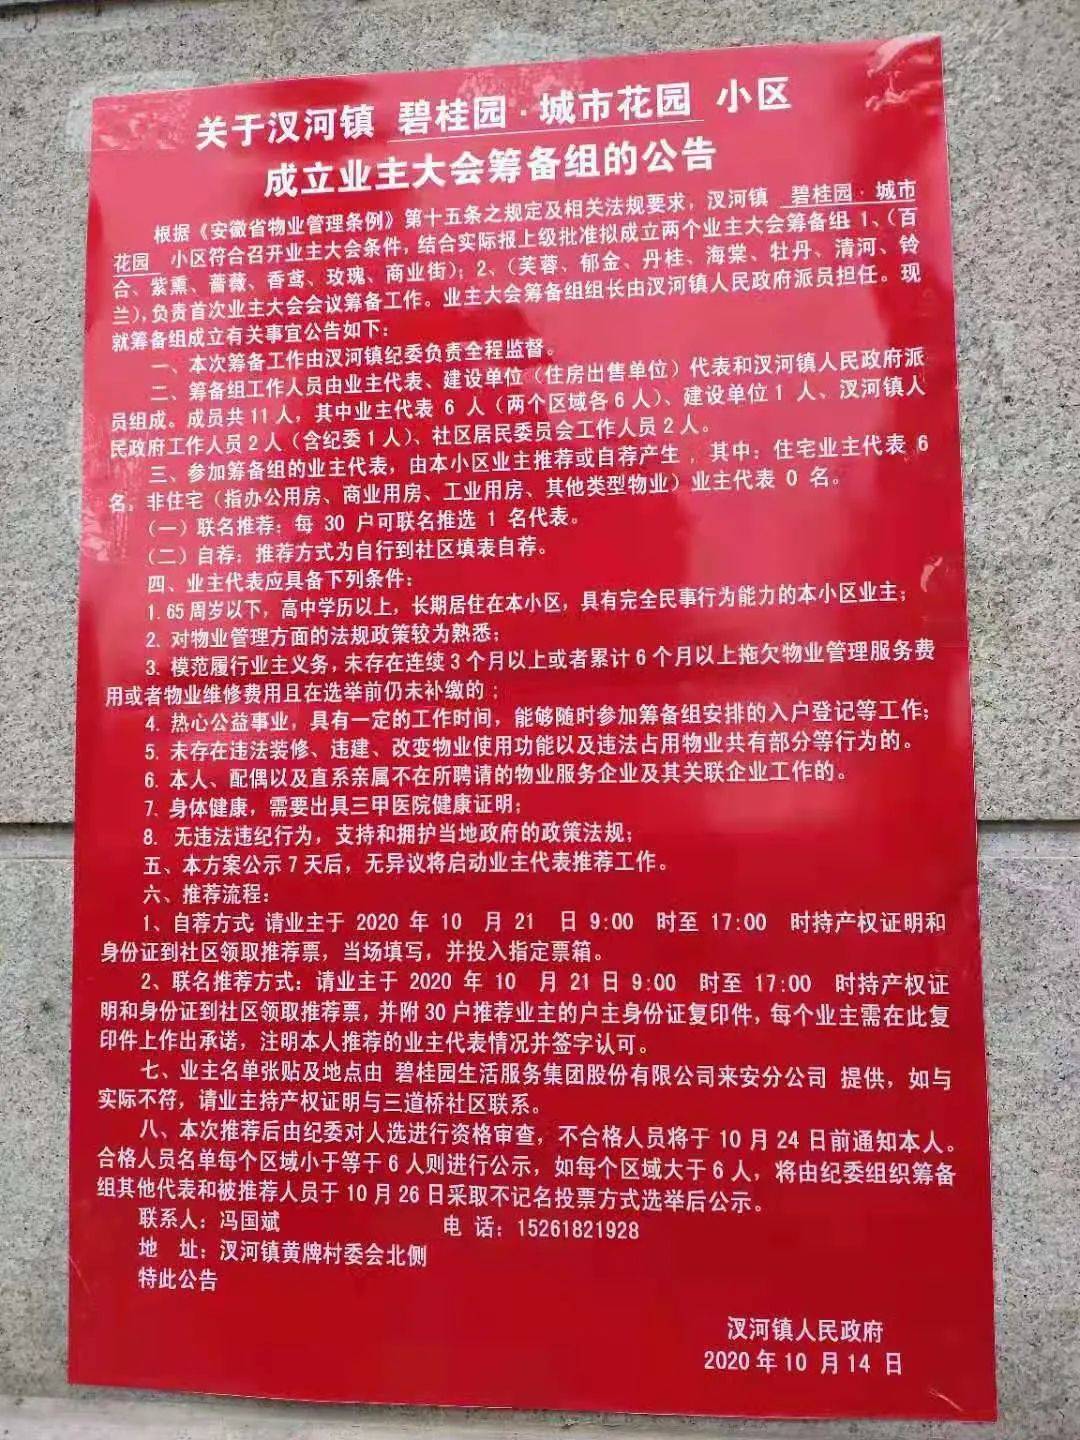 关于汊河镇 碧桂园·城市花园 小区
成立业主大会筹备组的公告
根据《安徽省物业管理条例》第十五条之规定及相关法规要求，汊河镇 碧桂园·城市
花园 小区符合召开业主大会条件，结合实际报上级批准拟成立两个业主大会筹备组：1、（百
合、紫熏、蔷薇、香鸢、玫瑰、商业街）；2、（芙蓉、郁金、丹桂、海棠、牡丹、清河、铃
兰），负责首次业主大会会议筹备工作。业主大会筹备组组长由汊河镇人民政府派员担任。现
就筹备组成立有关事宜公告如下：
一、本次筹备工作由汊河镇纪委负责全程监督。
二、筹备组工作人员由业主代表、建设单位（住房出售单位）代表和汊河镇人民政府派
员组成。成员共11人，其中业主代表 6 人（两个区域各6人）、建设单位1 人、汊河镇人
民政府工作人员2人（含纪委1人）、社区居民委员会工作人员2人。
三、参加筹备组的业主代表，由本小区业主推荐或自荐产生，其中：住宅业主代表 6
名，非住宅（指办公用房、商业用房、工业用房、其他类型物业）业主代表 0 名。
（一）联名推荐：每 30 户可联名推选 1 名代表。
（二）自荐：推荐方式为自行到社区填表自荐。
四、业主代表应具备下列条件：
1. 65周岁以下，高中学历以上，长期居住在本小区，具有完全民事行为能力的本小区业主；
2. 对物业管理方面的法规政策较为熟悉；
3. 模范履行业主义务，未存在连续3个月以上或者累计6个月以上拖欠物业管理服务费
用或者物业维修费用且在选举前仍未补缴的；
4. 热心公益事业，具有一定的工作时间，能够随时参加筹备组安排的入户登记等工作；
5. 未存在违法装修、违建、改变物业使用功能以及违法占用物业共有部分等行为的。
6. 本人、配偶以及直系亲属不在所聘请的物业服务企业及其关联企业工作的。
7. 身体健康，需要出具三甲医院健康证明；
8. 无违法违纪行为，支持和拥护当地政府的政策法规；
五、本方案公示7天后，无异议将启动业主代表推荐工作。
六、推荐流程：
1、自荐方式：请业主于 2020 年 10 月 21 日 9:00 时至 17:00 时持产权证明和
身份证到社区领取推荐票，当场填写，并投入指定票箱。
2、联名推荐方式：请业主于 2020 年 10 月 21 日 9:00 时至 17:00 时持产权证
明和身份证到社区领取推荐票，并附30户推荐业主的户主身份证复印件，每个业主需在此复
印件上作出承诺，注明本人推荐的业主代表情况并签字认可。
七、业主名单张贴及地点由 碧桂园生活服务集团股份有限公司来安分公司 提供，如与
实际不符，请业主持产权证明与三道桥社区联系。
八、本次推荐后由纪委对人选进行资格审查，不合格人员将于10月24日前通知本人。
合格人员名单每个区域小于等于6人则进行公示，如每个区域大于6人，将由纪委组织筹备
组其他代表和被推荐人员于10月26日采取不记名投票方式选举后公示。
联系人：冯国斌 电 话：15261821928
地 址：汊河镇黄牌村委会北侧
特此公告
汊河镇人民政府
2020年10 月14 日